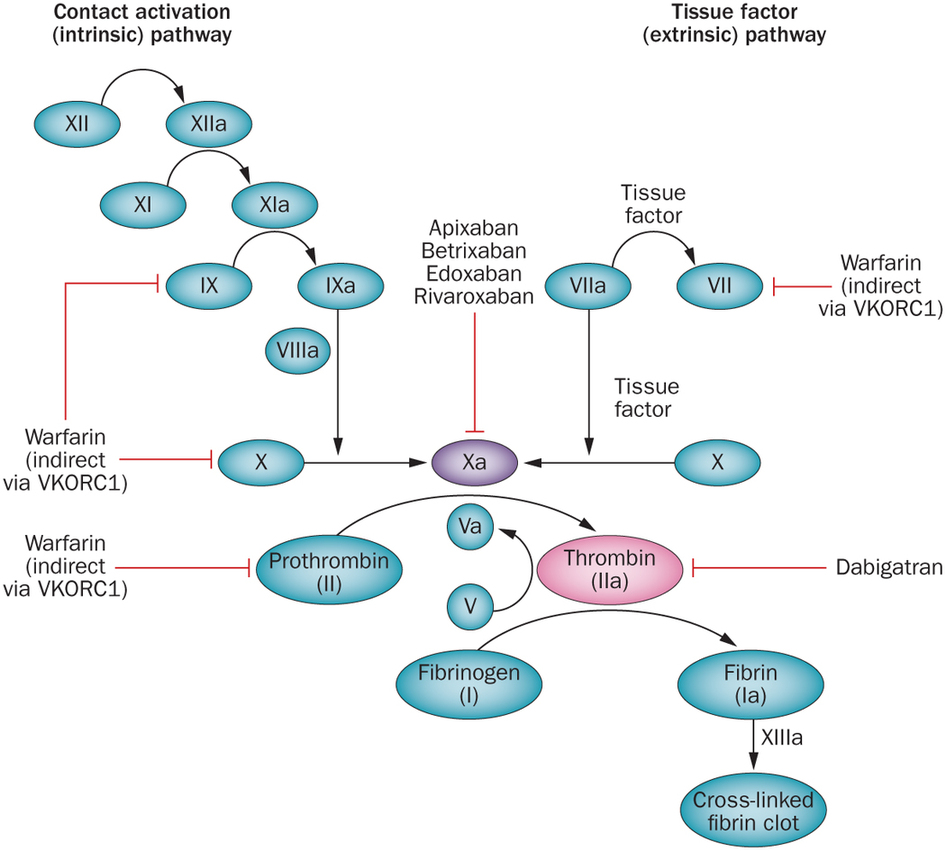 Contact activation
(intrinsic) pathway
Tissue factor
(extrinsic) pathway
XII
XIIa
XI
XIa
Tissue
factor
Apixaban
Betrixaban
Edoxaban
Rivaroxaban
IX
IXa
VIIa
VII
Warfarin
(indirect
via VKORC1)
VIIIa
Tissue
factor
Warfarin
(indirect
via VKORC1)
X
Xa
X
Va
Warfarin
(indirect
via VKORC1)
Prothrombin
(II)
Thrombin
(IIa)
Dabigatran
V
Fibrinogen
(I)
Fibrin
(Ia)
XIIIa
Cross-linked
fibrin clot